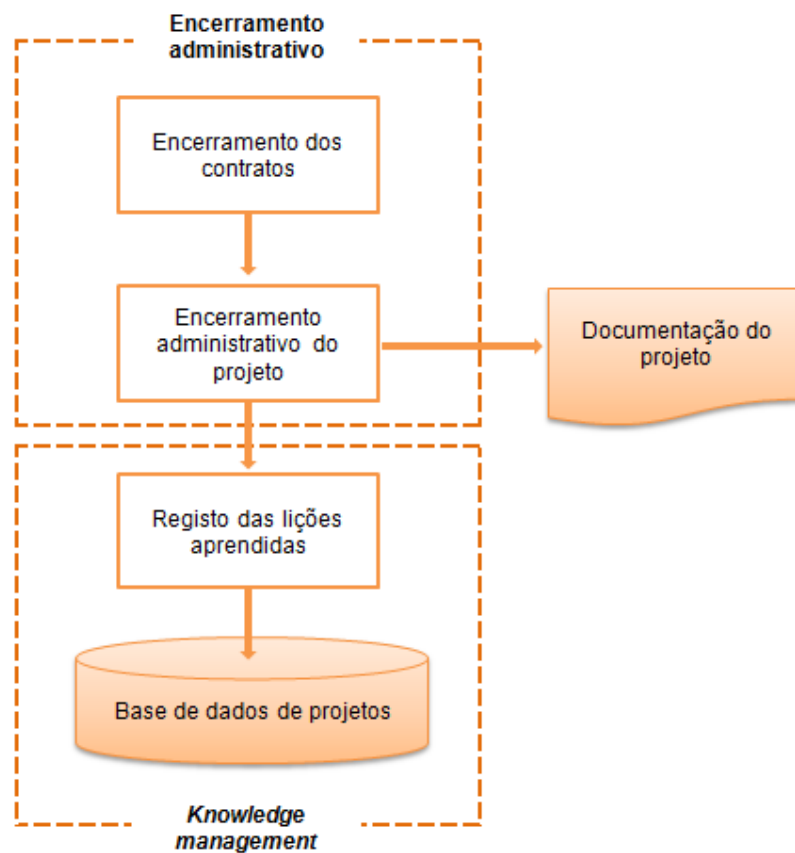 Encerramento
administrativo
Encerramento dos
contratos
Encerramento
administrativo do
projeto
Documentação do
projeto
Registo das lições
aprendidas
Base de dados de projetos
Knowledge
management